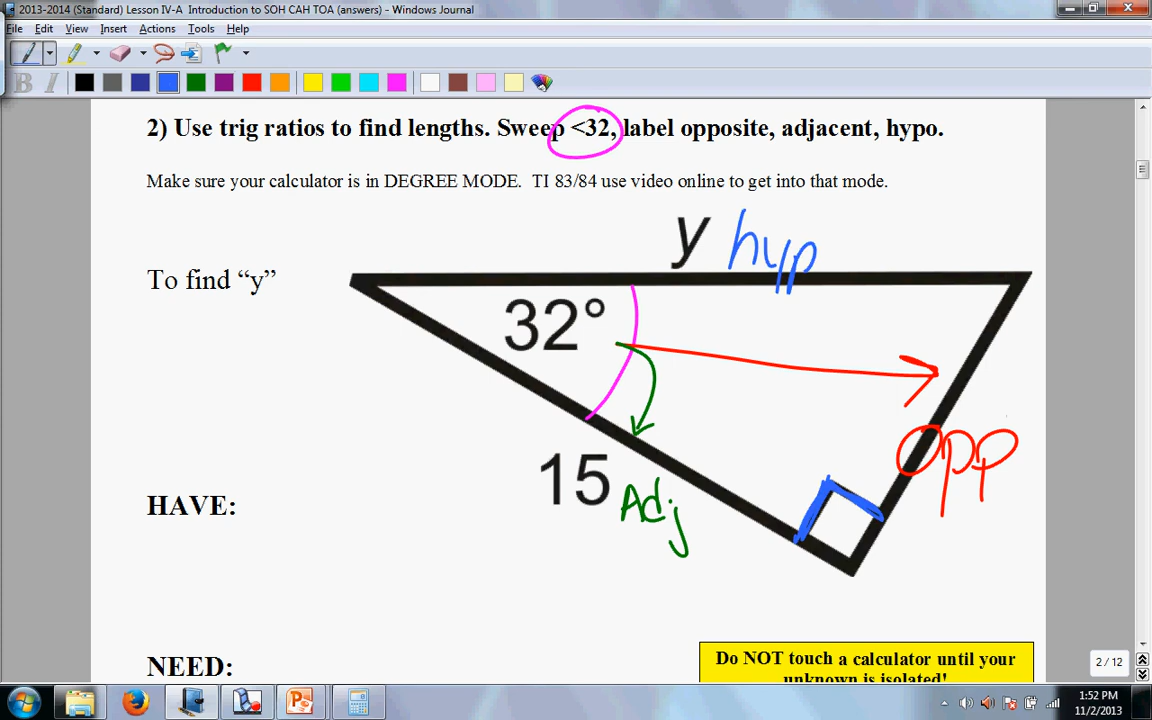 2013-2014 (Standard) Lesson IV-A Introduction to SOH CAH TOA (answers) - Windows Journal
File Edit View Insert Actions Tools Help
B I
2) Use trig ratios to find lengths. Sweep <32, label opposite, adjacent, hypo.
Make sure your calculator is in DEGREE MODE. TI 83/84 use video online to get into that mode.
y hyp
To find “y”
32°
opp
15 Adj
HAVE:
NEED:
Do NOT touch a calculator until your
unknown is isolated!
2 / 12
1:52 PM
11/2/2013